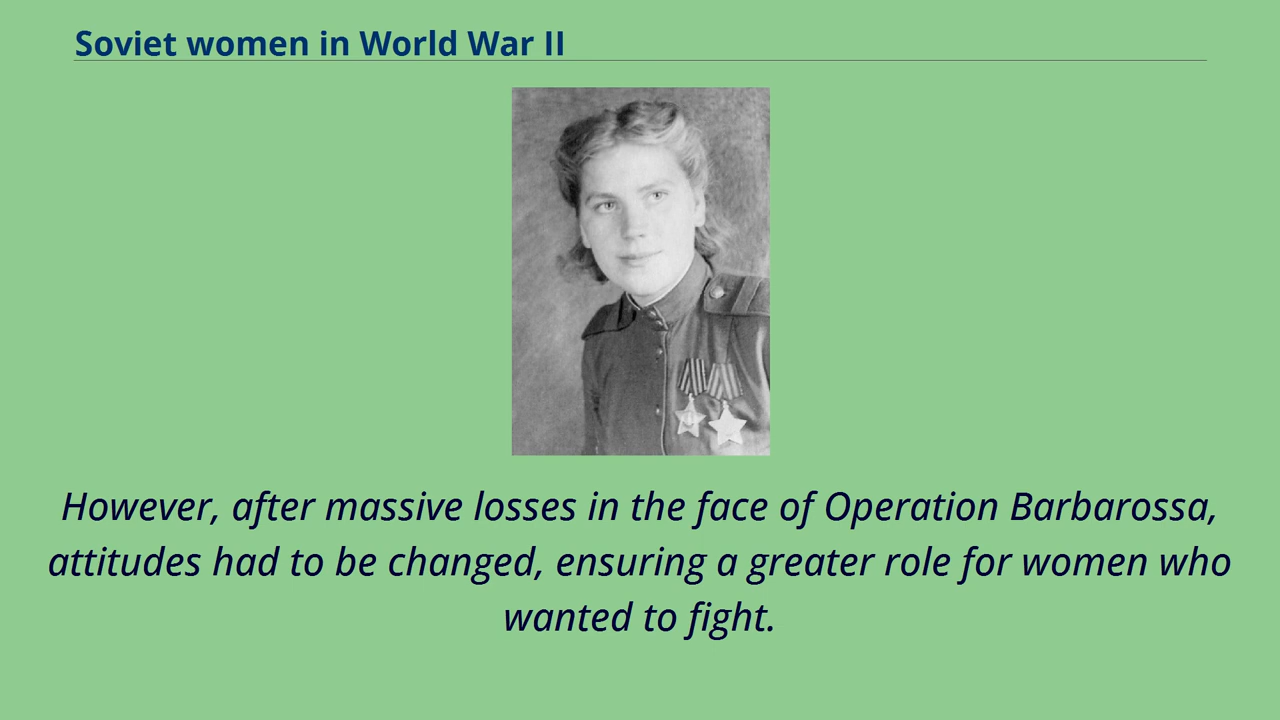 Soviet women in World War II
However, after massive losses in the face of Operation Barbarossa,
attitudes had to be changed, ensuring a greater role for women who
wanted to fight.